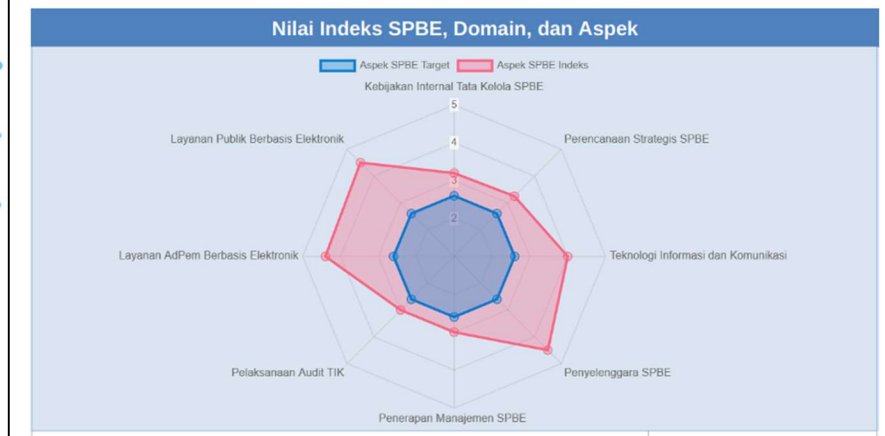 Nilai Indeks SPBE, Domain, dan Aspek
Aspek SPBE Target Aspek SPBE Indeks
Kebijakan Internal Tata Kelola SPBE
5
Layanan Publik Berbasis Elektronik
Perencanaan Strategis SPBE
4
3
2
Layanan AdPem Berbasis Elektronik
Teknologi Informasi dan Komunikasi
Pelaksanaan Audit TIK
Penyelenggara SPBE
Penerapan Manajemen SPBE